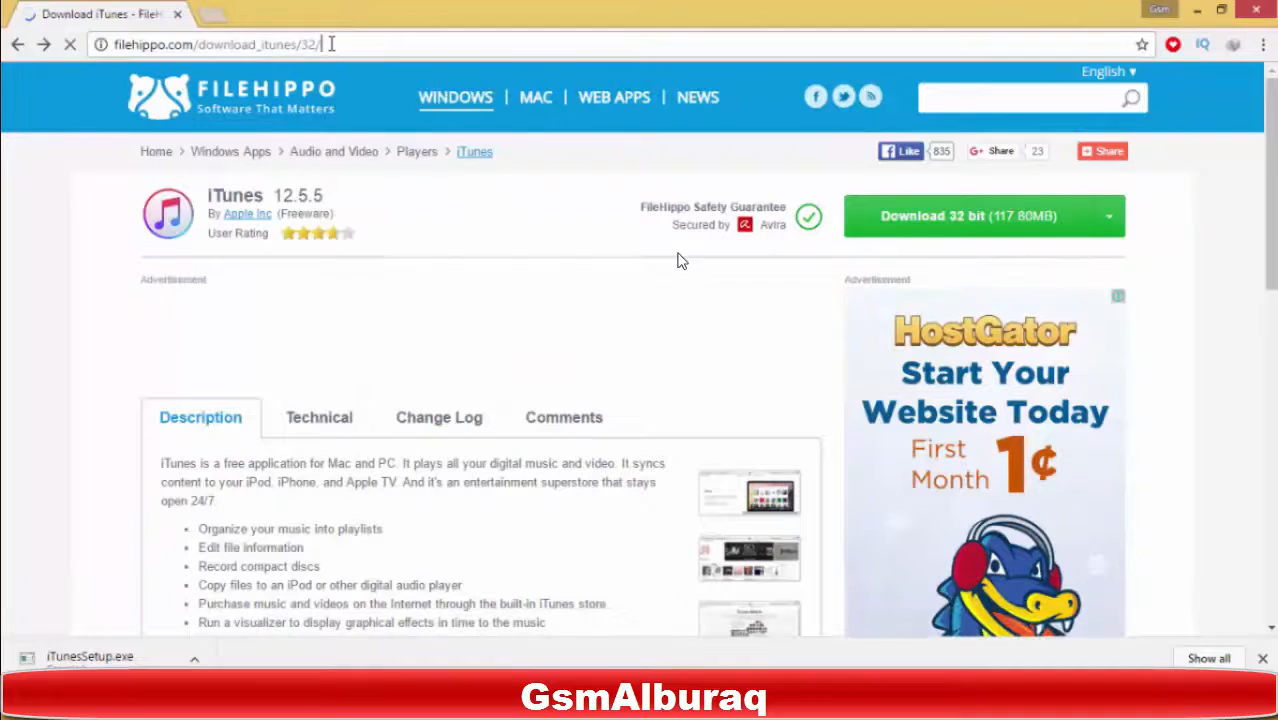 Download iTunes - FileH
Gsm
filehippo.com/download_itunes/32/
IQ
FILEHIPPO
Software That Matters
WINDOWS | MAC | WEB APPS | NEWS
English ▾
Home > Windows Apps > Audio and Video > Players > iTunes
Like 835
G+ Share 23
Share
iTunes 12.5.5
By Apple Inc (Freeware)
User Rating
FileHippo Safety Guarantee
Secured by Avira
Download 32 bit (117.80MB)
Advertisement
Advertisement
HostGator
Start Your
Website Today
First
Month 1¢
Description
Technical
Change Log
Comments
iTunes is a free application for Mac and PC. It plays all your digital music and video. It syncs
content to your iPod, iPhone, and Apple TV. And it's an entertainment superstore that stays
open 24/7.
• Organize your music into playlists
• Edit file information
• Record compact discs
• Copy files to an iPod or other digital audio player
• Purchase music and videos on the Internet through the built-in iTunes store.
• Run a visualizer to display graphical effects in time to the music
iTunesSetup.exe
Show all
GsmAlburaq